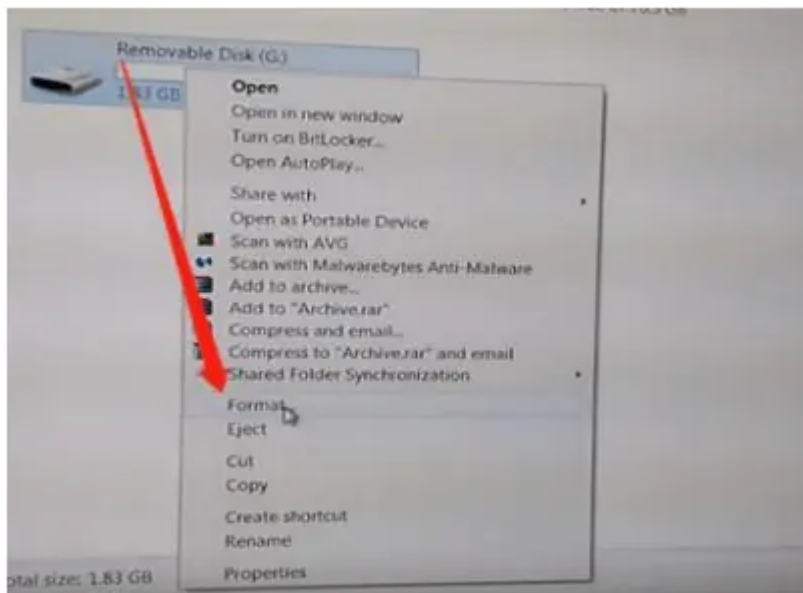 Removable Disk (G:)
1.83 GB
Open
Open in new window
Turn on BitLocker...
Open AutoPlay...
Share with
Open as Portable Device
Scan with AVG
Scan with Malwarebytes Anti-Malware
Add to archive...
Add to "Archive.rar"
Compress and email...
Compress to "Archive.rar" and email
Shared Folder Synchronization
Format...
Eject
Cut
Copy
Create shortcut
Rename
Properties
otal size: 1.83 GB